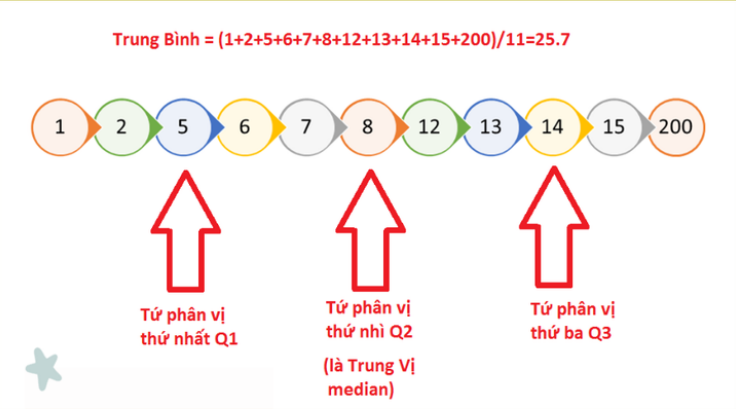 Trung Bình = (1+2+5+6+7+8+12+13+14+15+200)/11=25.7
1 2 5 6 7 8 12 13 14 15 200
Tứ phân vị
thứ nhất Q1
Tứ phân vị
thứ nhì Q2
(là Trung Vị
median)
Tứ phân vị
thứ ba Q3